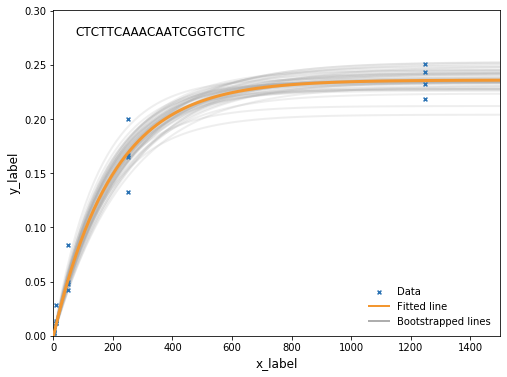 CTCTTCAAACAATCGGTCTTC
0.30
0.25
0.20
0.15
0.10
0.05
0.00
y_label
0 200 400 600 800 1000 1200 1400
x_label
Data
Fitted line
Bootstrapped lines